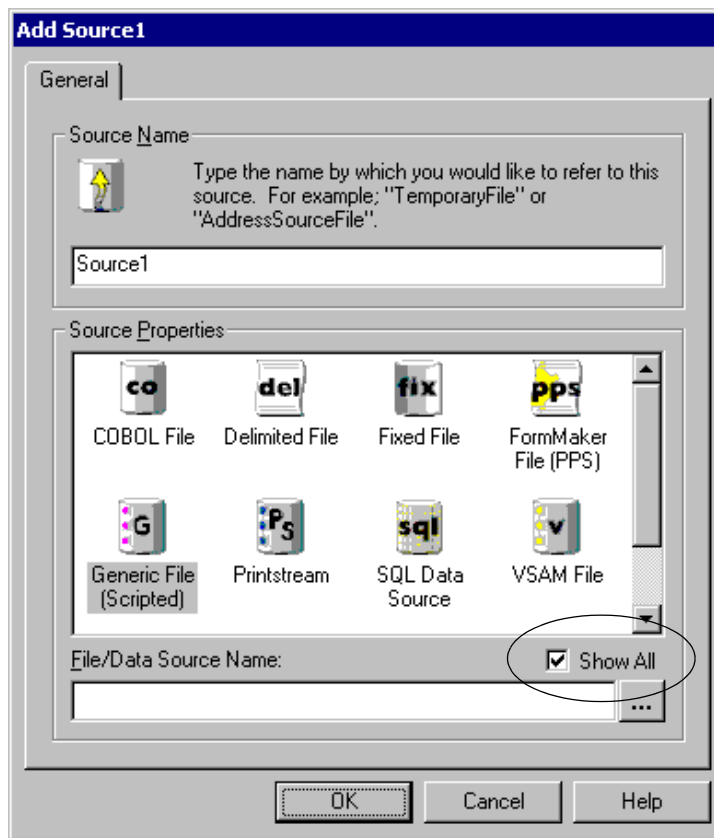 Add Source1
General
Source Name
Type the name by which you would like to refer to this
source. For example; "TemporaryFile" or
"AddressSourceFile".
Source1
Source Properties
co
del
fix
pps
COBOL File
Delimited File
Fixed File
FormMaker
File (PPS)
G
Ps
sql
v
Generic File
(Scripted)
Printstream
SQL Data
Source
VSAM File
File/Data Source Name:
Show All
...
OK
Cancel
Help